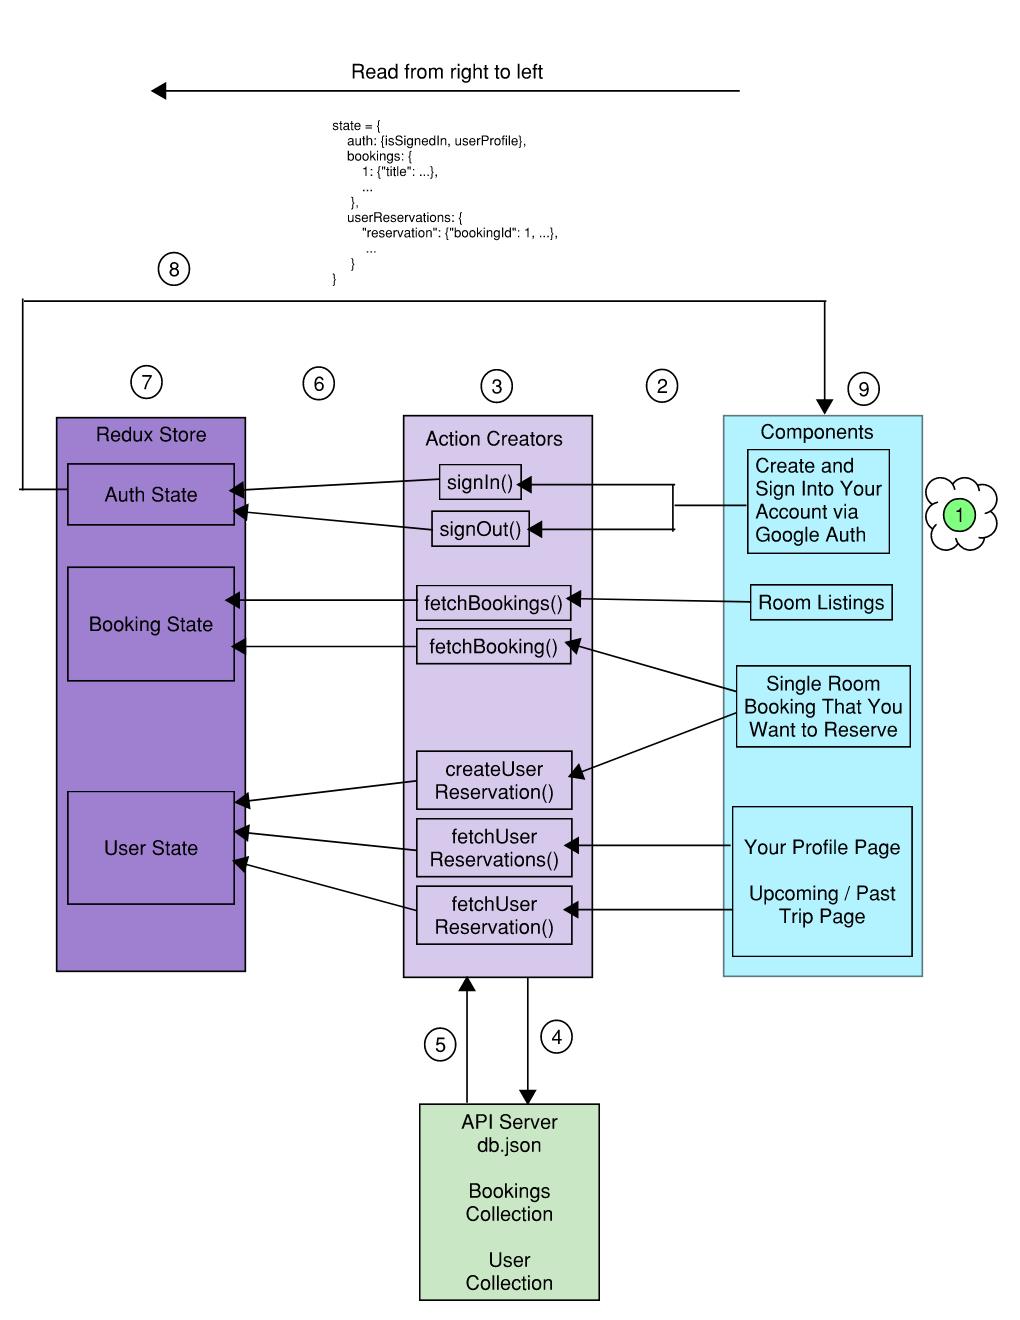 Read from right to left
state = {
auth: {isSignedIn, userProfile},
bookings: {
1: {"title": ...},
...
},
userReservations: {
"reservation": {"bookingId": 1, ...},
...
}
}
8
7
6
3
2
9
Redux Store
Auth State
Booking State
User State
Action Creators
signIn()
signOut()
fetchBookings()
fetchBooking()
createUser
Reservation()
fetchUser
Reservations()
fetchUser
Reservation()
Components
Create and
Sign Into Your
Account via
Google Auth
1
Room Listings
Single Room
Booking That You
Want to Reserve
Your Profile Page
Upcoming / Past
Trip Page
5
4
API Server
db.json
Bookings
Collection
User
Collection